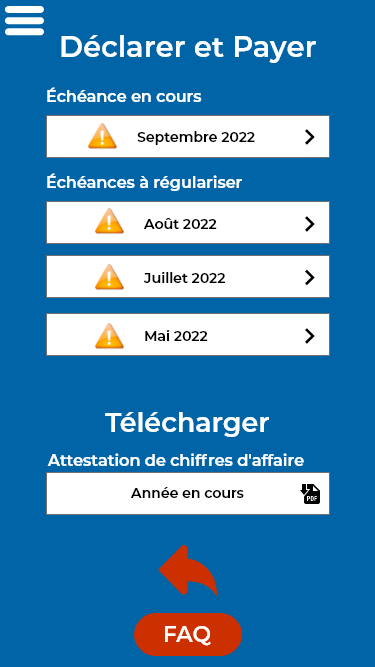 Déclarer et Payer
Échéance en cours
Septembre 2022
Échéances à régulariser
Août 2022
Juillet 2022
Mai 2022
Télécharger
Attestation de chiffres d'affaire
Année en cours
PDF
FAQ